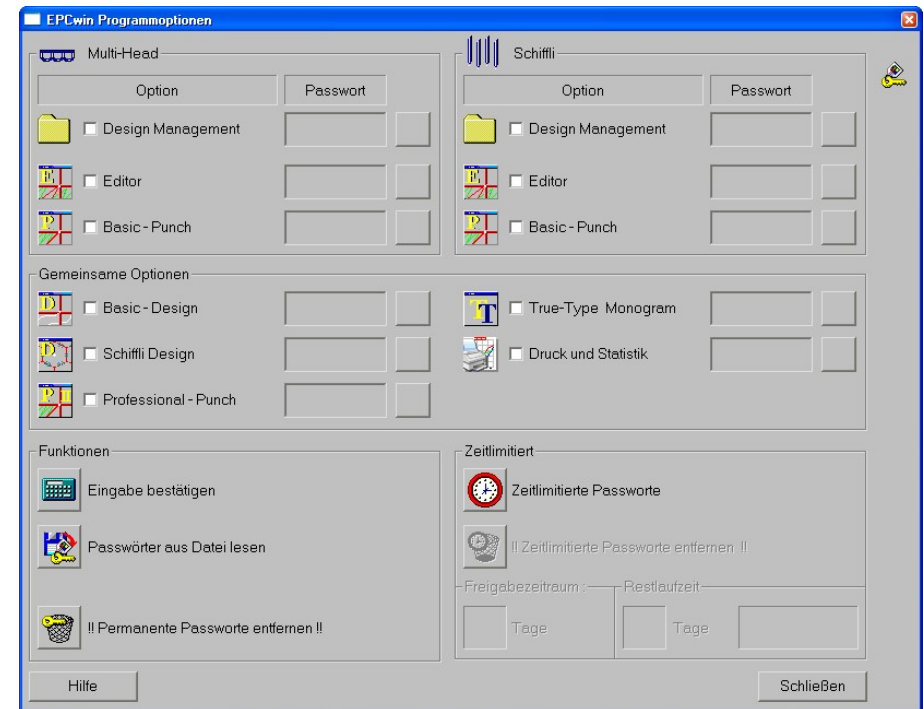 EPCwin Programmoptionen
Multi-Head
Option Passwort
Design Management
Editor
Basic - Punch
Schiffli
Option Passwort
Design Management
Editor
Basic - Punch
Gemeinsame Optionen
Basic - Design
Schiffli Design
Professional - Punch
True-Type Monogram
Druck und Statistik
Funktionen
Eingabe bestätigen
Passwörter aus Datei lesen
!! Permanente Passworte entfernen !!
Zeitlimitiert
Zeitlimitierte Passworte
!! Zeitlimitierte Passworte entfernen !!
Freigabezeitraum : Restlaufzeit
Tage Tage
Hilfe Schließen